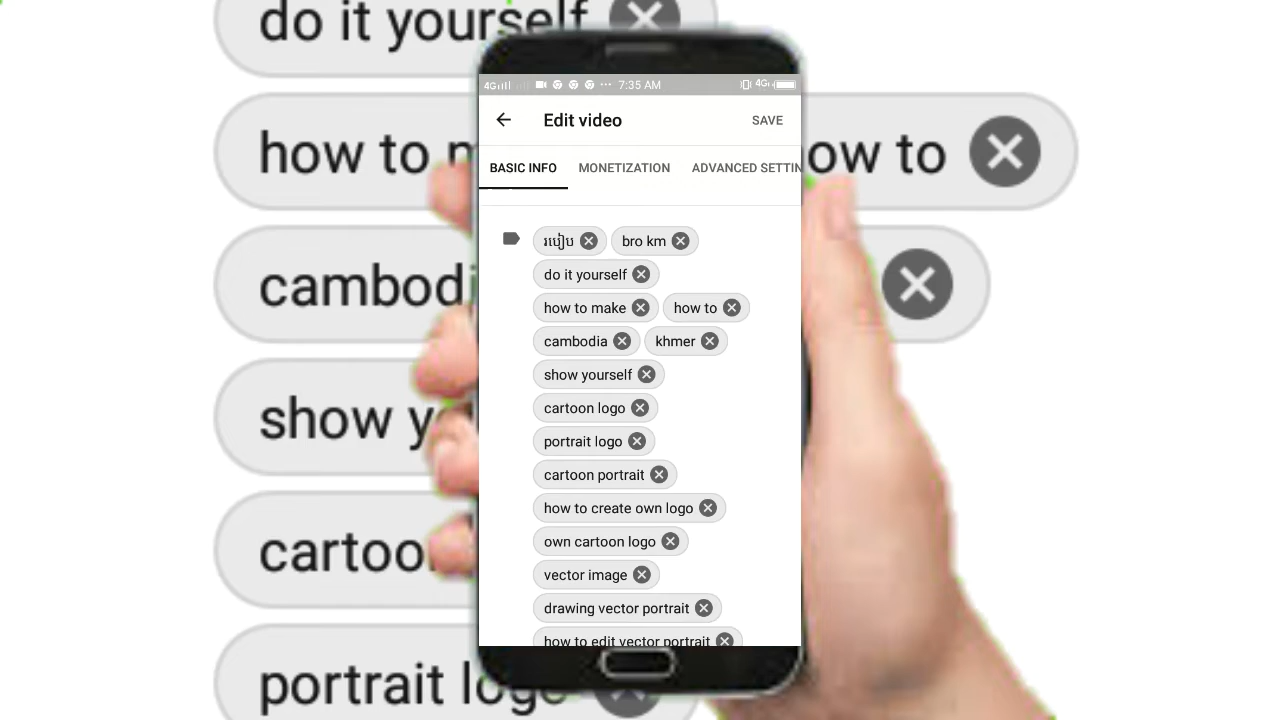 do it yourself
how to m
ow to
cambodi
show y
cartoo
portrait logo
4G 7:35 AM 4G
Edit video SAVE
BASIC INFO MONETIZATION ADVANCED SETTIN
របៀប bro km
do it yourself
how to make how to
cambodia khmer
show yourself
cartoon logo
portrait logo
cartoon portrait
how to create own logo
own cartoon logo
vector image
drawing vector portrait
how to edit vector portrait